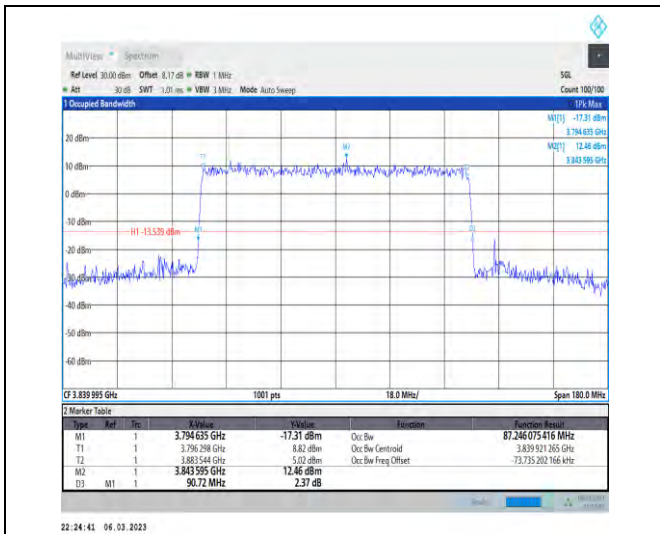 MultiView Spectrum
Ref Level 30.00 dBm Offset 8.17 dB RBW 1 MHz SGL
Att 30 dB SWT 1.01 ms VBW 3 MHz Mode Auto Sweep Count 100/100
1 Occupied Bandwidth 1Pk Max
M1[1] -17.31 dBm
3.794 635 GHz
M2[1] 12.46 dBm
3.843 595 GHz
20 dBm
M2
T1
10 dBm
0 dBm
-10 dBm
H1 -13.539 dBm
M1
D3
-20 dBm
-30 dBm
-40 dBm
-50 dBm
-60 dBm
CF 3.839 995 GHz 1001 pts 18.0 MHz/ Span 180.0 MHz
2 Marker Table
Type Ref Trc X-Value Y-Value Function Function Result
M1 1 3.794 635 GHz -17.31 dBm Occ Bw 87.246 075 416 MHz
T1 1 3.796 298 GHz 8.82 dBm Occ Bw Centroid 3.839 921 265 GHz
T2 1 3.883 544 GHz 5.02 dBm Occ Bw Freq Offset -73.735 202 166 kHz
M2 1 3.843 595 GHz 12.46 dBm
D3 M1 1 90.72 MHz 2.37 dB
22:24:41 06.03.2023